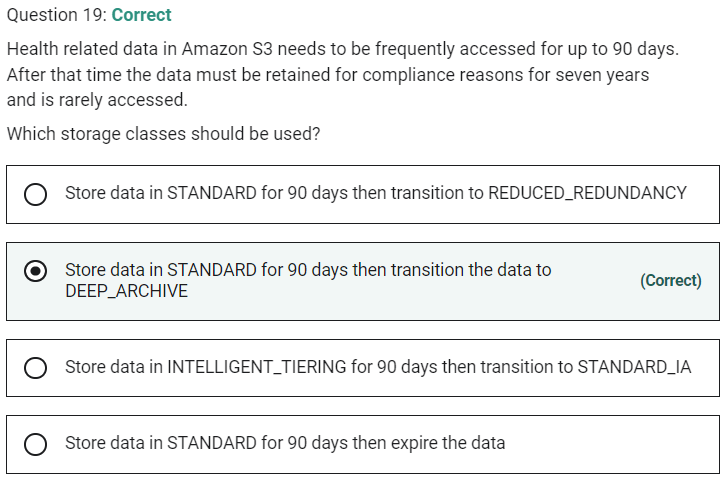 Question 19: Correct
Health related data in Amazon S3 needs to be frequently accessed for up to 90 days.
After that time the data must be retained for compliance reasons for seven years
and is rarely accessed.
Which storage classes should be used?
Store data in STANDARD for 90 days then transition to REDUCED_REDUNDANCY
Store data in STANDARD for 90 days then transition the data to
DEEP_ARCHIVE
(Correct)
Store data in INTELLIGENT_TIERING for 90 days then transition to STANDARD_IA
Store data in STANDARD for 90 days then expire the data